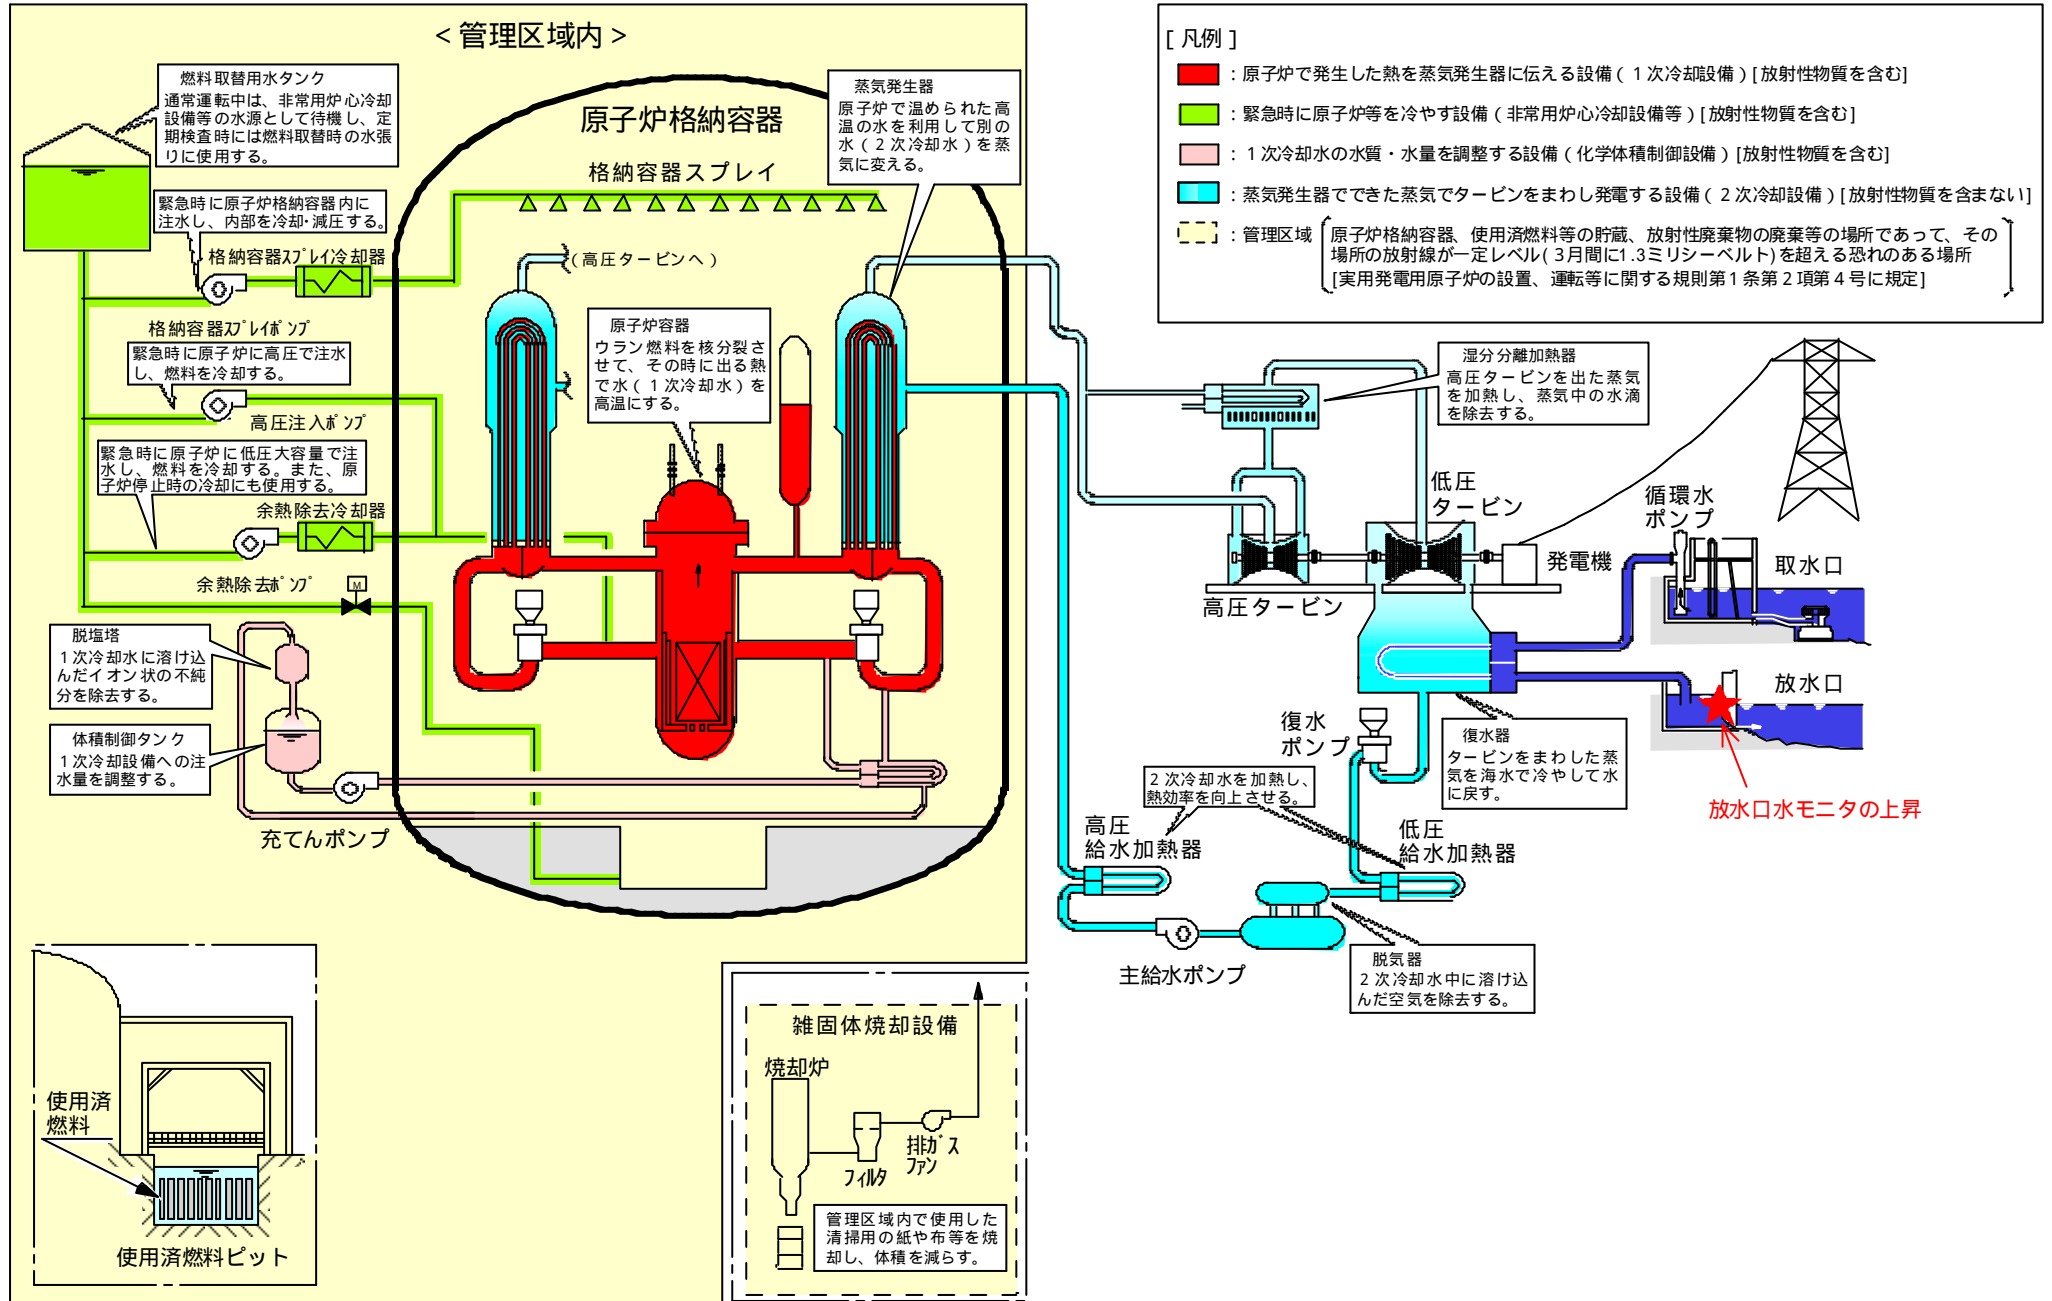 ＜管理区域内＞
燃料取替用水タンク
通常運転中は、非常用炉心冷却
設備等の水源として待機し、定
期検査時には燃料取替時の水張
りに使用する。
原子炉格納容器
蒸気発生器
原子炉で温められた高
温の水を利用して別の
水（２次冷却水）を蒸
気に変える。
格納容器スプレイ
緊急時に原子炉格納容器内に
注水し、内部を冷却･減圧する。
格納容器ｽﾌﾟﾚｲ冷却器
（高圧タービンへ）
格納容器ｽﾌﾟﾚｲﾎﾟﾝﾌﾟ
緊急時に原子炉に高圧で注水
し、燃料を冷却する。
高圧注入ﾎﾟﾝﾌﾟ
原子炉容器
ウラン燃料を核分裂さ
せて、その時に出る熱
で水（１次冷却水）を
高温にする。
緊急時に原子炉に低圧大容量で注
水し、燃料を冷却する。また、原
子炉停止時の冷却にも使用する。
余熱除去冷却器
余熱除去ﾎﾟﾝﾌﾟ
M
脱塩塔
１次冷却水に溶け込
んだイオン状の不純
分を除去する。
体積制御タンク
１次冷却設備への注
水量を調整する。
充てんポンプ
使用済
燃料
使用済燃料ピット
雑固体焼却設備
焼却炉
フィルタ
排ｶﾞｽ
ﾌｧﾝ
管理区域内で使用した
清掃用の紙や布等を焼
却し、体積を減らす。
[凡例]
：原子炉で発生した熱を蒸気発生器に伝える設備（１次冷却設備）[放射性物質を含む]
：緊急時に原子炉等を冷やす設備（非常用炉心冷却設備等）[放射性物質を含む]
：１次冷却水の水質・水量を調整する設備（化学体積制御設備）[放射性物質を含む]
：蒸気発生器でできた蒸気でタービンをまわし発電する設備（２次冷却設備）[放射性物質を含まない]
：管理区域
原子炉格納容器、使用済燃料等の貯蔵、放射性廃棄物の廃棄等の場所であって、その
場所の放射線が一定レベル(３月間に1.3ミリシーベルト)を超える恐れのある場所
[実用発電用原子炉の設置、運転等に関する規則第１条第２項第４号に規定]
湿分分離加熱器
高圧タービンを出た蒸気
を加熱し、蒸気中の水滴
を除去する。
低圧
タービン
高圧タービン
発電機
循環水
ポンプ
取水口
放水口
放水口水モニタの上昇
復水
ポンプ
復水器
タービンをまわした蒸
気を海水で冷やして水
に戻す。
２次冷却水を加熱し、
熱効率を向上させる。
高圧
給水加熱器
低圧
給水加熱器
主給水ポンプ
脱気器
２次冷却水中に溶け込
んだ空気を除去する。